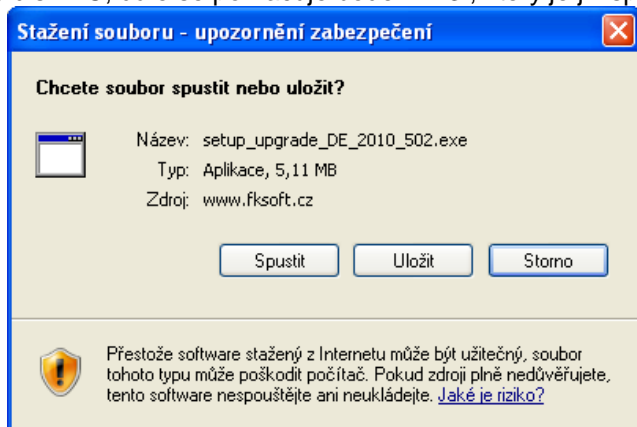 Stažení souboru - upozornění zabezpečení
Chcete soubor spustit nebo uložit?
Název: setup_upgrade_DE_2010_502.exe
Typ: Aplikace, 5,11 MB
Zdroj: www.fksoft.cz
Spustit Uložit Storno
Přestože software stažený z Internetu může být užitečný, soubor
tohoto typu může poškodit počítač. Pokud zdroji plně nedůvěřujete,
tento software nespouštějte ani neukládejte. Jaké je riziko?